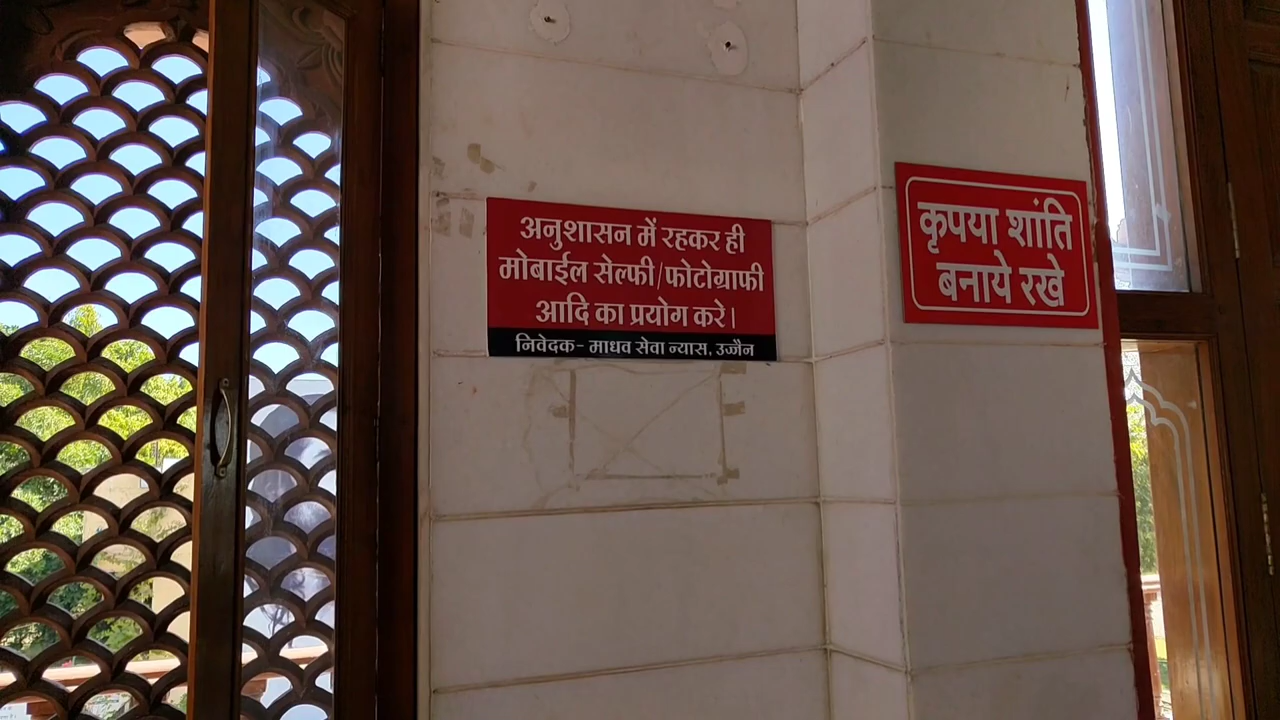 अनुशासन में रहकर ही
मोबाईल सेल्फी/फोटोग्राफी
आदि का प्रयोग करे।
निवेदक- माधव सेवा न्यास, उज्जैन
कृपया शांति
बनाये रखे